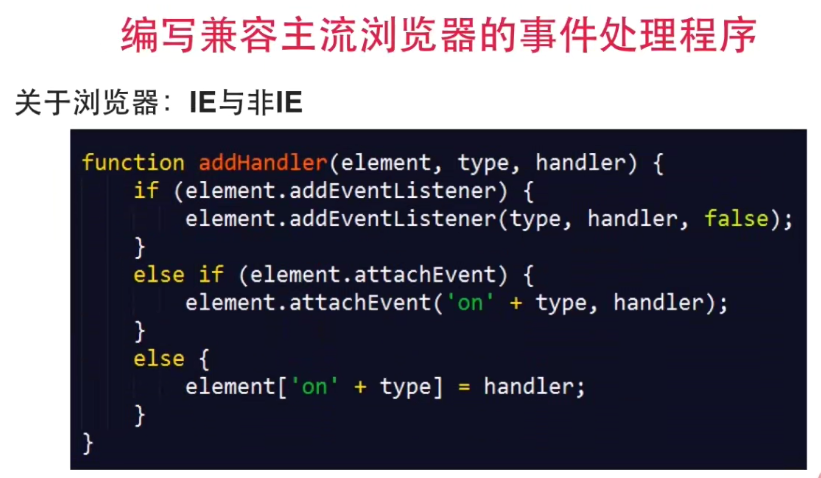 编写兼容主流浏览器的事件处理程序
关于浏览器：IE与非IE
function addHandler(element, type, handler) {
    if (element.addEventListener) {
        element.addEventListener(type, handler, false);
    }
    else if (element.attachEvent) {
        element.attachEvent('on' + type, handler);
    }
    else {
        element['on' + type] = handler;
    }
}